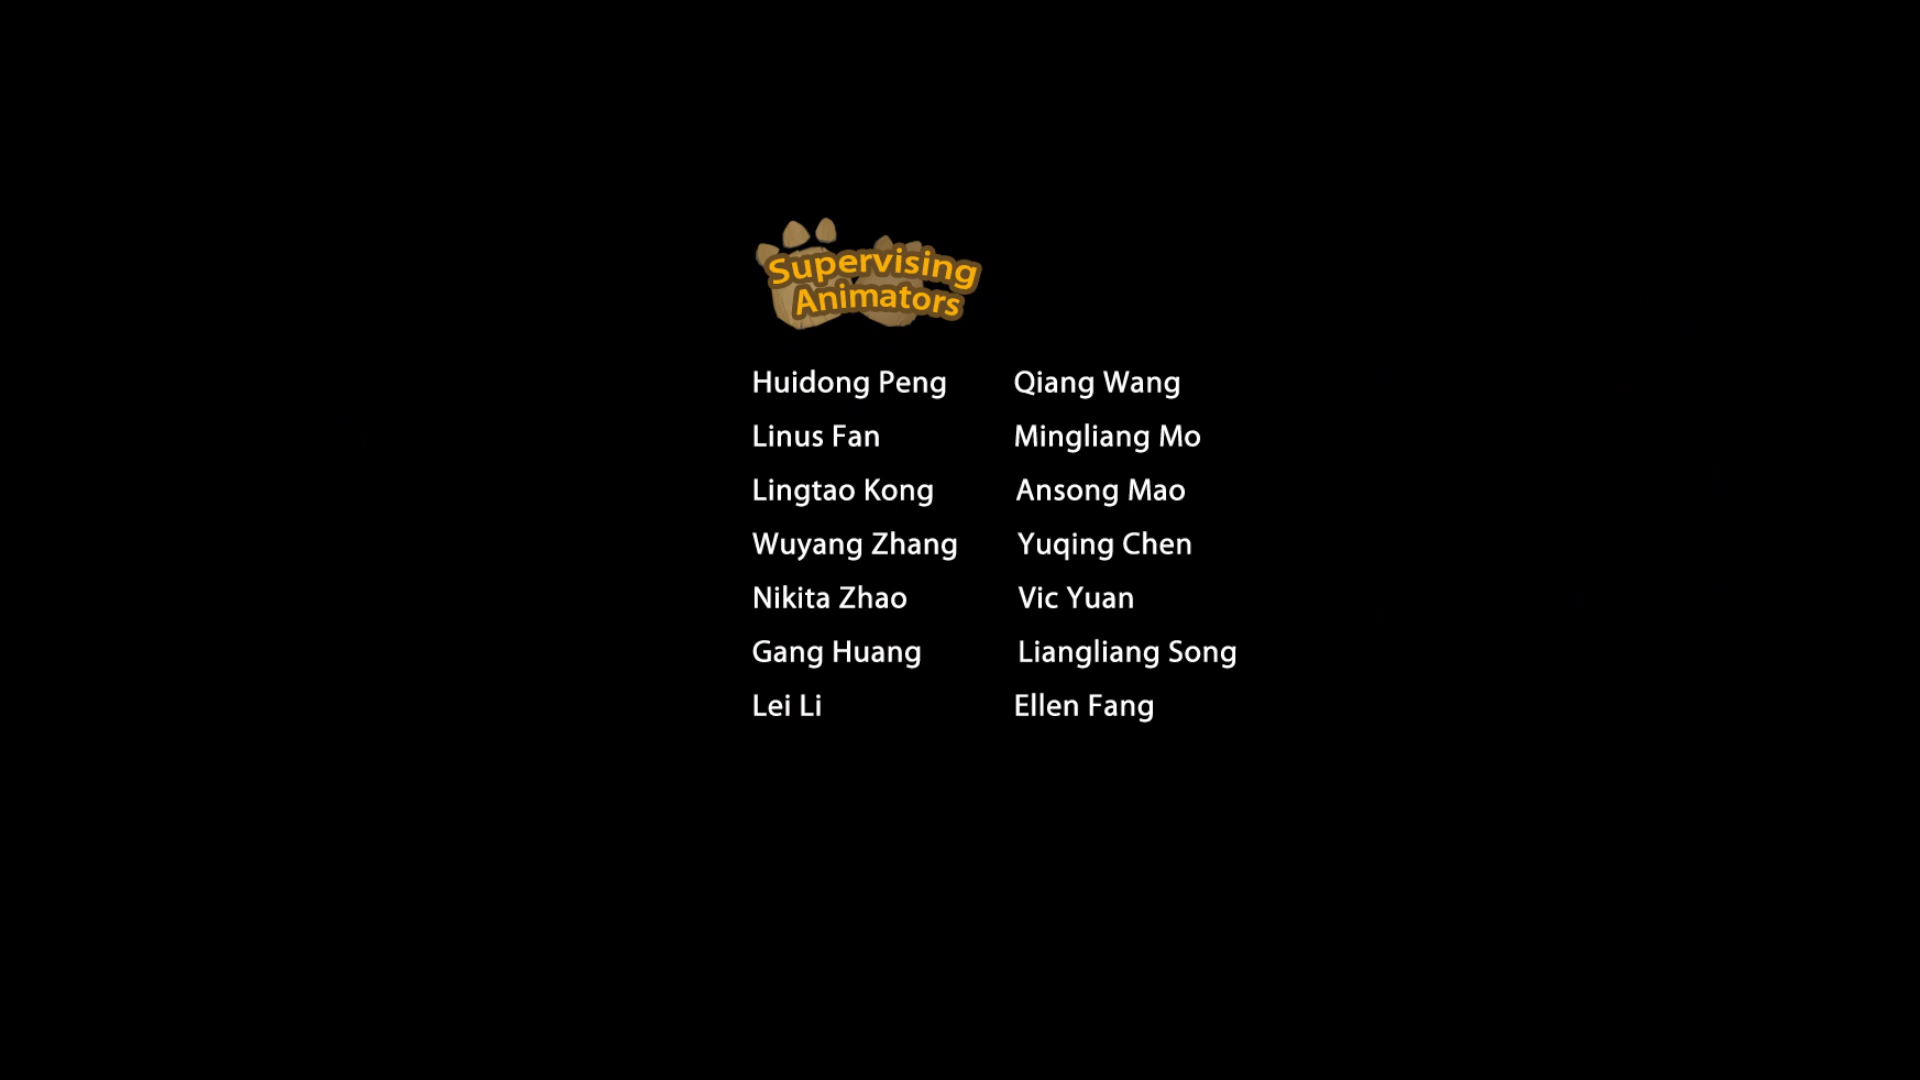 Supervising
Animators
Huidong Peng Qiang Wang
Linus Fan Mingliang Mo
Lingtao Kong Ansong Mao
Wuyang Zhang Yuqing Chen
Nikita Zhao Vic Yuan
Gang Huang Liangliang Song
Lei Li Ellen Fang